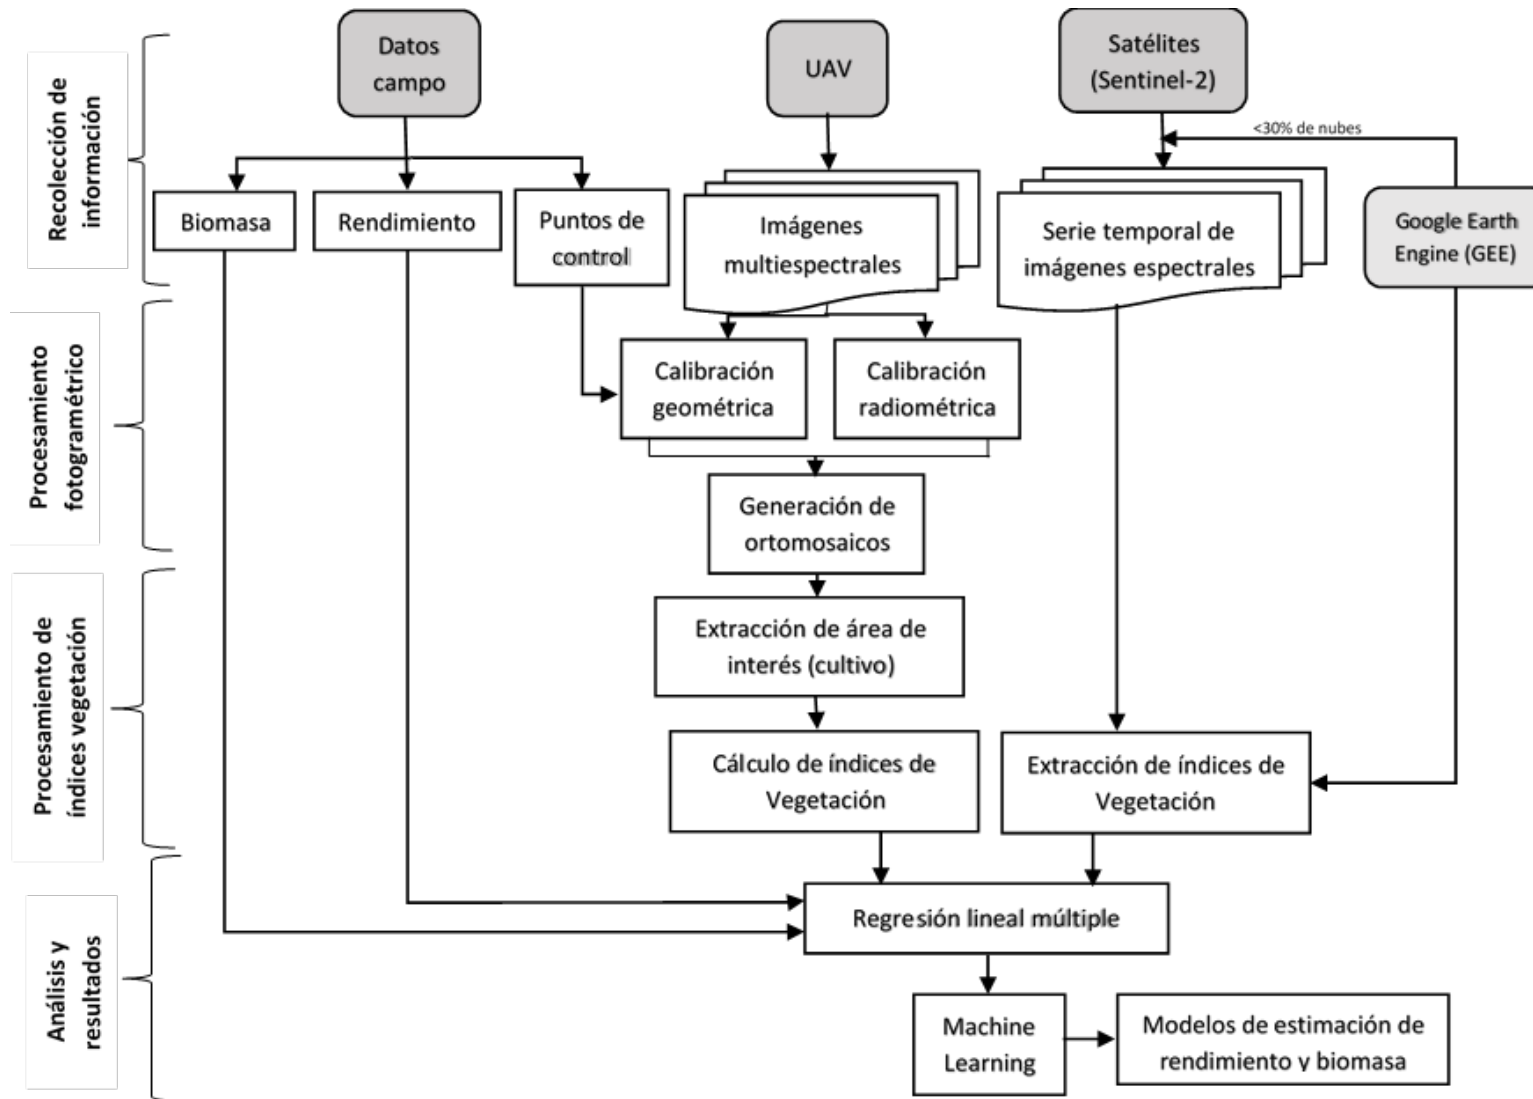 Datos
campo
UAV
Satélites
(Sentinel-2)
<30% de nubes
Recolección de
información
Biomasa
Rendimiento
Puntos de
control
Imágenes
multiespectrales
Serie temporal de
imágenes espectrales
Google Earth
Engine (GEE)
Procesamiento
fotogramétrico
Calibración
geométrica
Calibración
radiométrica
Generación de
ortomosaicos
Procesamiento de
índices vegetación
Extracción de área de
interés (cultivo)
Cálculo de índices de
Vegetación
Extracción de índices de
Vegetación
Análisis y
resultados
Regresión lineal múltiple
Machine
Learning
Modelos de estimación de
rendimiento y biomasa